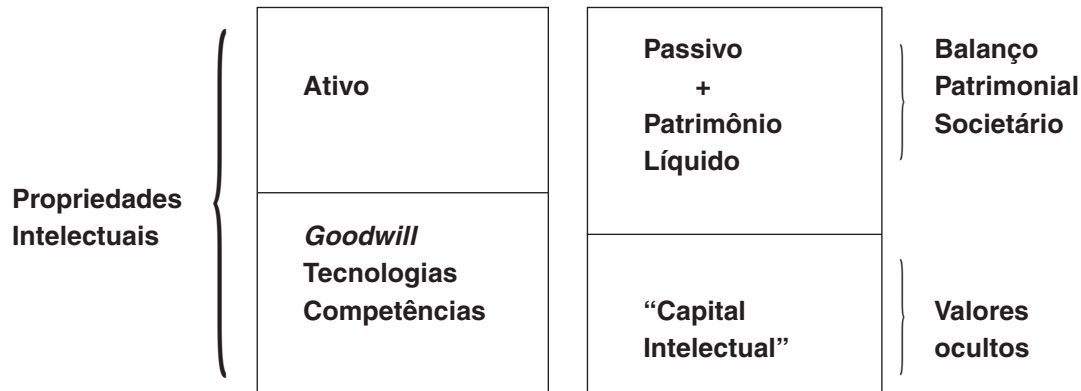 Propriedades
Intelectuais
Ativo
Goodwill
Tecnologias
Competências
Passivo
+
Patrimônio
Líquido
“Capital
Intelectual”
Balanço
Patrimonial
Societário
Valores
ocultos